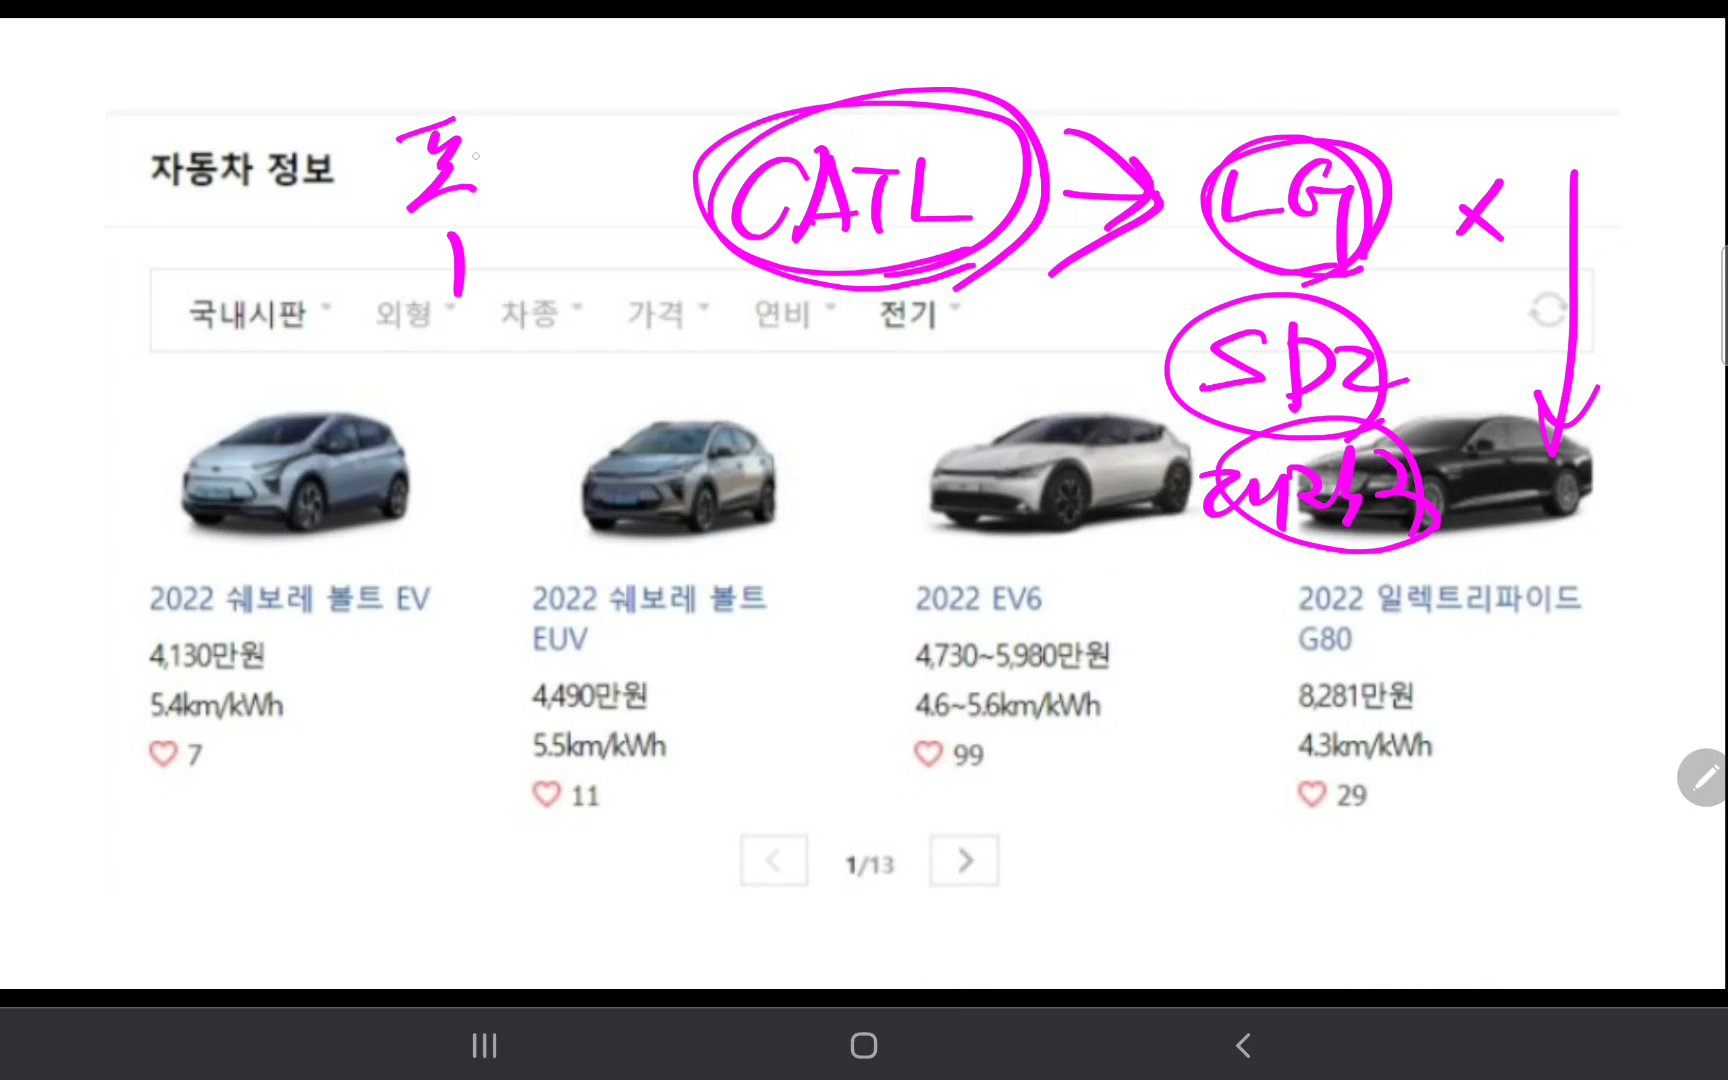 자동차 정보
CATL
LG
국내시판 외형 차종 가격 연비 전기
2022 쉐보레 볼트 EV
4,130만원
5.4km/kWh
7
2022 쉐보레 볼트
EUV
4,490만원
5.5km/kWh
11
2022 EV6
4,730~5,980만원
4.6~5.6km/kWh
99
2022 일렉트리파이드
G80
8,281만원
4.3km/kWh
29
1/13